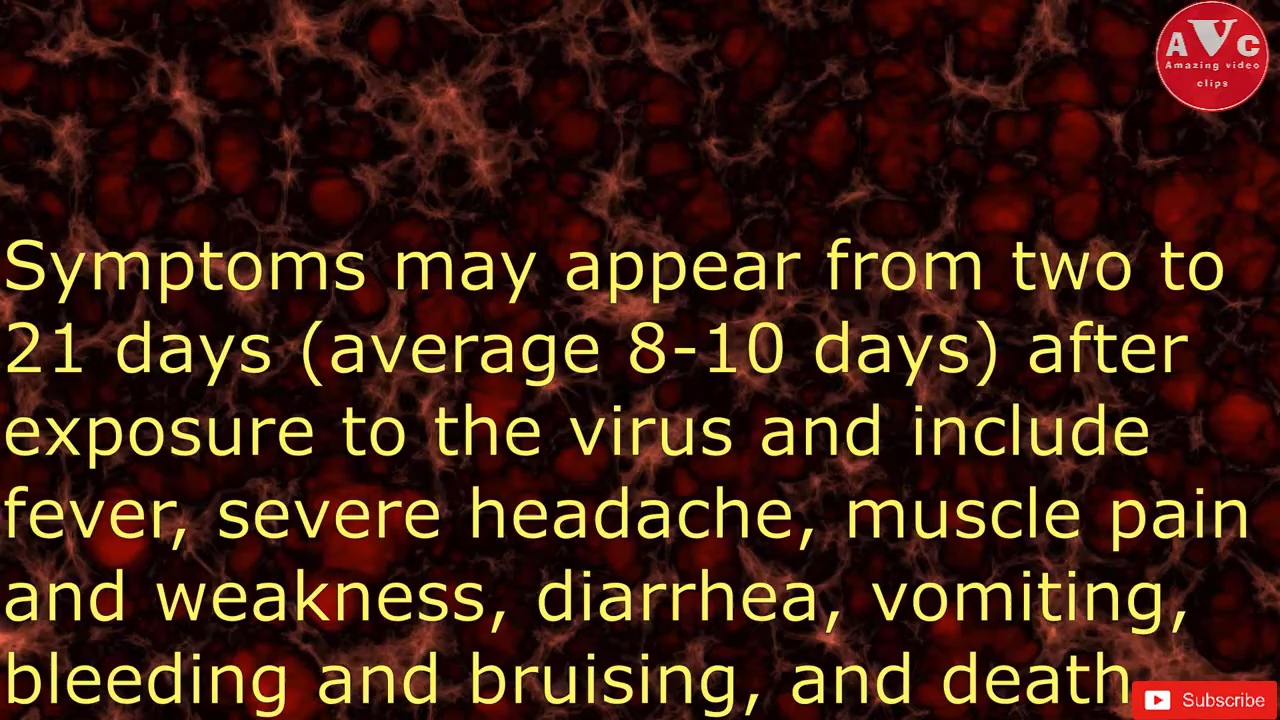 AVC
Amazing video
clips
Symptoms may appear from two to
21 days (average 8-10 days) after
exposure to the virus and include
fever, severe headache, muscle pain
and weakness, diarrhea, vomiting,
bleeding and bruising, and death
Subscribe